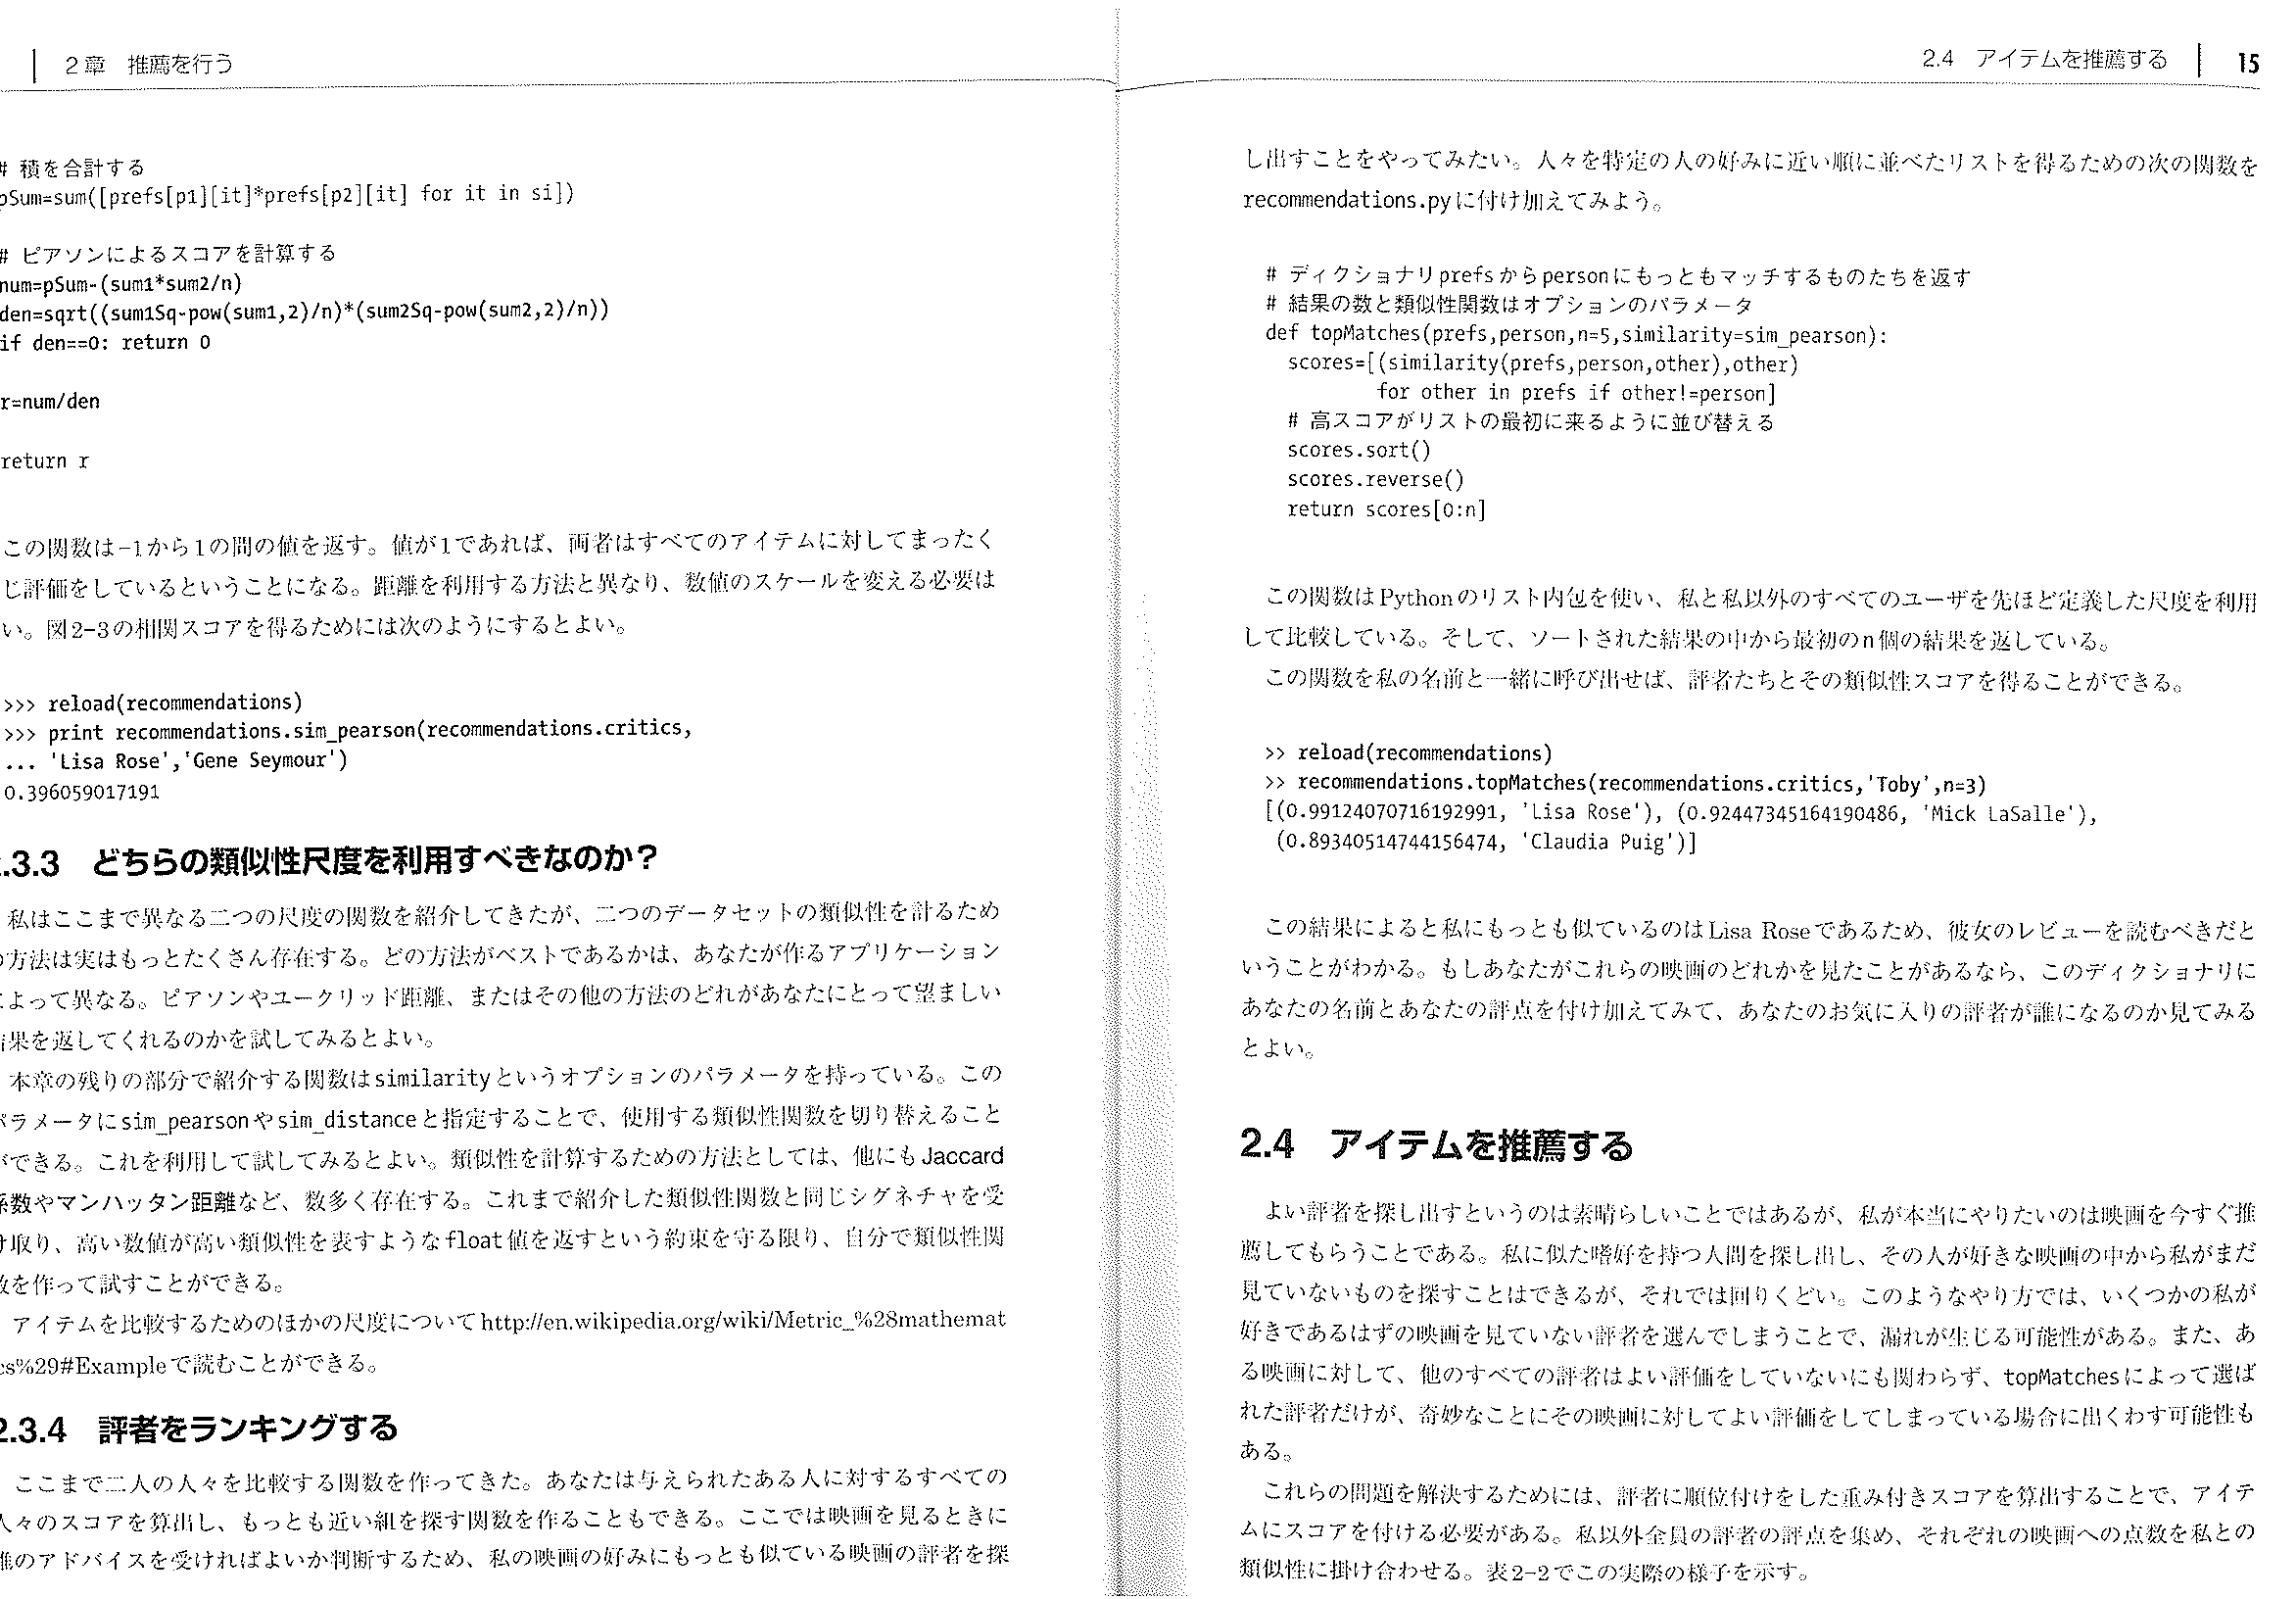 2章 推薦を行う
# 積を合計する
pSum=sum([prefs[p1][it]*prefs[p2][it] for it in si])
# ピアソンによるスコアを計算する
num=pSum-(sum1*sum2/n)
den=sqrt((sum1Sq-pow(sum1,2)/n)*(sum2Sq-pow(sum2,2)/n))
if den==0: return 0
r=num/den
return r
この関数は-1から1の間の値を返す。値が1であれば、両者はすべてのアイテムに対してまったく
じ評価をしているということになる。距離を利用する方法と異なり、数値のスケールを変える必要は
い。図2-3の相関スコアを得るためには次のようにするとよい。
>>> reload(recommendations)
>>> print recommendations.sim_pearson(recommendations.critics,
... 'Lisa Rose','Gene Seymour')
0.396059017191
.3.3 どちらの類似性尺度を利用すべきなのか？
私はここまで異なる二つの尺度の関数を紹介してきたが、二つのデータセットの類似性を計るため
の方法は実はもっとたくさん存在する。どの方法がベストであるかは、あなたが作るアプリケーション
によって異なる。ピアソンやユークリッド距離、またはその他の方法のどれがあなたにとって望ましい
結果を返してくれるのかを試してみるとよい。
本章の残りの部分で紹介する関数はsimilarityというオプションのパラメータを持っている。この
パラメータにsim_pearsonやsim_distanceと指定することで、使用する類似性関数を切り替えること
ができる。これを利用して試してみるとよい。類似性を計算するための方法としては、他にもJaccard
係数やマンハッタン距離など、数多く存在する。これまで紹介した類似性関数と同じシグネチャを受
け取り、高い数値が高い類似性を表すようなfloat値を返すという約束を守る限り、自分で類似性関
数を作って試すことができる。
アイテムを比較するためのほかの尺度についてhttp://en.wikipedia.org/wiki/Metric_%28mathemat
cs%29#Exampleで読むことができる。
2.3.4 評者をランキングする
ここまで二人の人々を比較する関数を作ってきた。あなたは与えられたある人に対するすべての
人々のスコアを算出し、もっとも近い組を探す関数を作ることもできる。ここでは映画を見るときに
誰のアドバイスを受ければよいか判断するため、私の映画の好みにもっとも似ている映画の評者を探
2.4 アイテムを推薦する 15
し出すことをやってみたい。人々を特定の人の好みに近い順に並べたリストを得るための次の関数を
recommendations.pyに付け加えてみよう。
# ディクショナリprefsからpersonにもっともマッチするものたちを返す
# 結果の数と類似性関数はオプションのパラメータ
def topMatches(prefs,person,n=5,similarity=sim_pearson):
scores=[(similarity(prefs,person,other),other)
for other in prefs if other!=person]
# 高スコアがリストの最初に来るように並び替える
scores.sort()
scores.reverse()
return scores[0:n]
この関数はPythonのリスト内包を使い、私と私以外のすべてのユーザを先ほど定義した尺度を利用
して比較している。そして、ソートされた結果の中から最初のn個の結果を返している。
この関数を私の名前と一緒に呼び出せば、評者たちとその類似性スコアを得ることができる。
>> reload(recommendations)
>> recommendations.topMatches(recommendations.critics,'Toby',n=3)
[(0.99124070716192991, 'Lisa Rose'), (0.92447345164190486, 'Mick LaSalle'),
(0.89340514744156474, 'Claudia Puig')]
この結果によると私にもっとも似ているのはLisa Roseであるため、彼女のレビューを読むべきだと
いうことがわかる。もしあなたがこれらの映画のどれかを見たことがあるなら、このディクショナリに
あなたの名前とあなたの評点を付け加えてみて、あなたのお気に入りの評者が誰になるのか見てみる
とよい。
2.4 アイテムを推薦する
よい評者を探し出すというのは素晴らしいことではあるが、私が本当にやりたいのは映画を今すぐ推
薦してもらうことである。私に似た嗜好を持つ人間を探し出し、その人が好きな映画の中から私がまだ
見ていないものを探すことはできるが、それでは回りくどい。このようなやり方では、いくつかの私が
好きであるはずの映画を見ていない評者を選んでしまうことで、漏れが生じる可能性がある。また、あ
る映画に対して、他のすべての評者はよい評価をしていないにも関わらず、topMatchesによって選ば
れた評者だけが、奇妙なことにその映画に対してよい評価をしてしまっている場合に出くわす可能性も
ある。
これらの問題を解決するためには、評者に順位付けをした重み付きスコアを算出することで、アイテ
ムにスコアを付ける必要がある。私以外全員の評者の評点を集め、それぞれの映画への点数を私との
類似性に掛け合わせる。表2-2でこの実際の様子を示す。